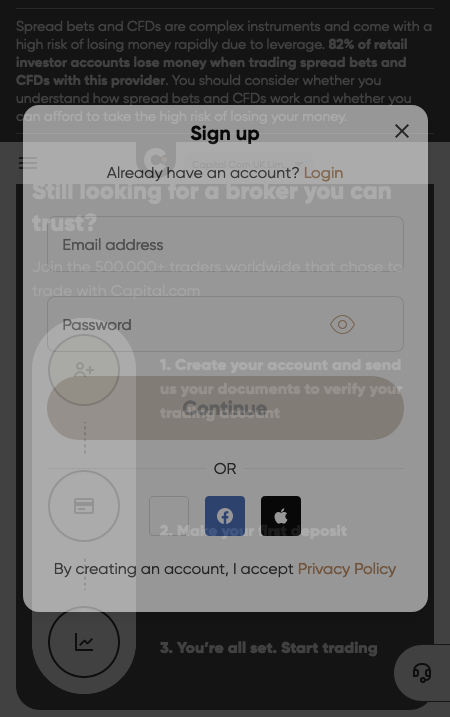 Spread bets and CFDs are complex instruments and come with a
high risk of losing money rapidly due to leverage. 82% of retail
investor accounts lose money when trading spread bets and
CFDs with this provider. You should consider whether you
understand how spread bets and CFDs work and whether you
can afford to take the high risk of losing your money.
Sign up
Capital Com UK Lim
Already have an account? Login
Still looking for a broker you can
trust?
Email address
Join the 500.000+ traders worldwide that chose to
trade with Capital.com
Password
1. Create your account and send
us your documents to verify your
trading account
Continue
OR
2. Make your first deposit
By creating an account, I accept Privacy Policy
3. You're all set. Start trading